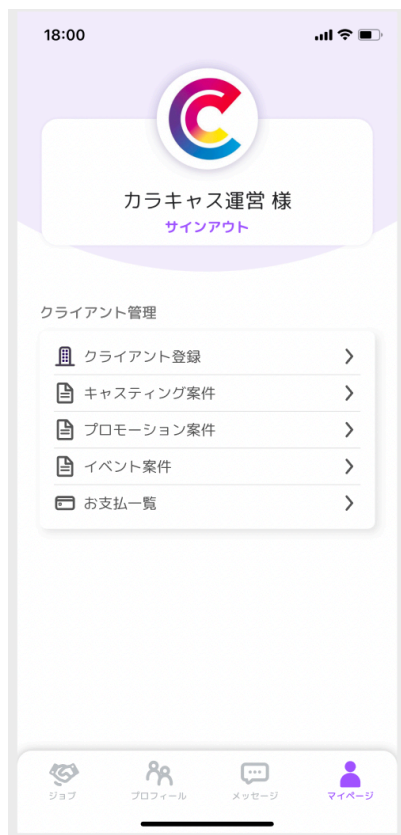 18:00
カラキャス運営 様
サインアウト
クライアント管理
クライアント登録
キャスティング案件
プロモーション案件
イベント案件
お支払一覧
ジョブ
プロフィール
メッセージ
マイページ